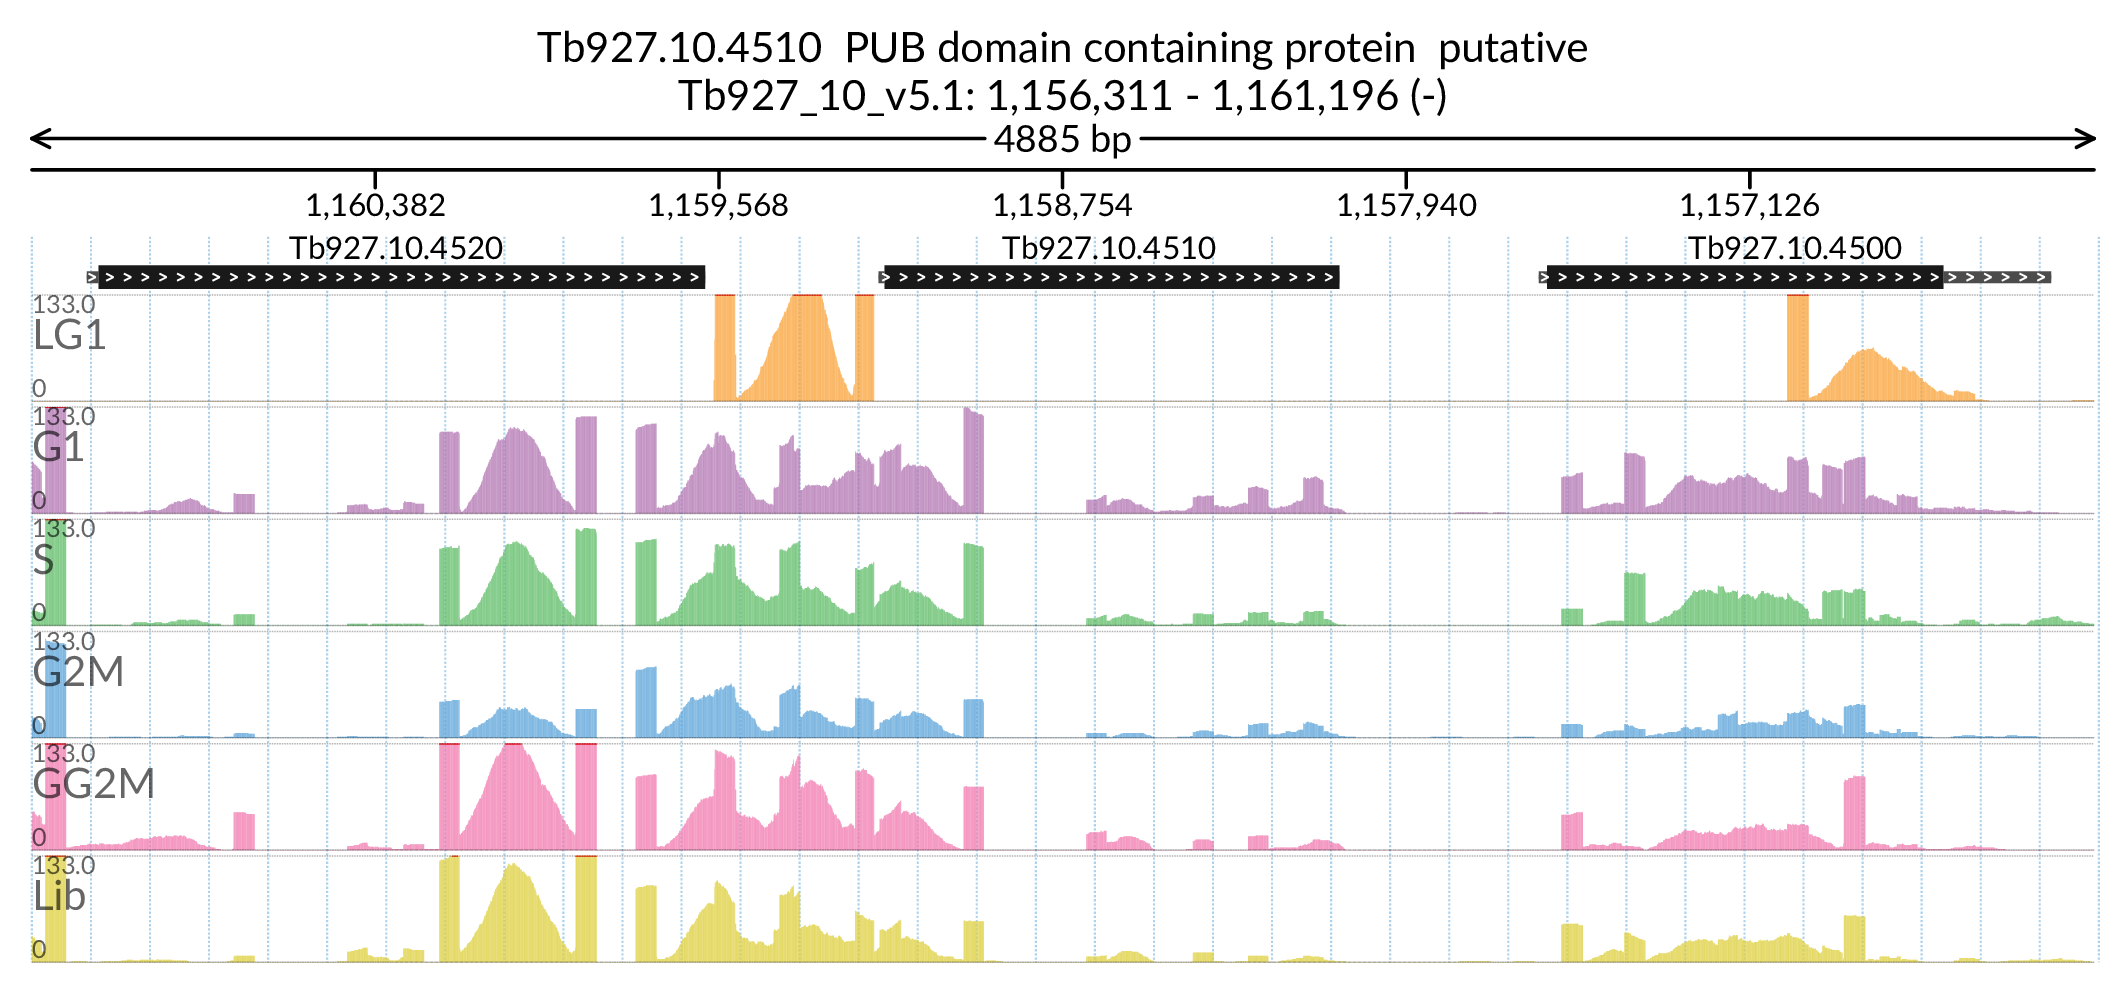 Tb927.10.4510  PUB domain containing protein  putative
Tb927_10_v5.1: 1,156,311 - 1,161,196 (-)
4885 bp
1,160,382 1,159,568 1,158,754 1,157,940 1,157,126
Tb927.10.4520 Tb927.10.4510 Tb927.10.4500
133.0
LG1
0
133.0
G1
0
133.0
S
0
133.0
G2M
0
133.0
GG2M
0
133.0
Lib
0